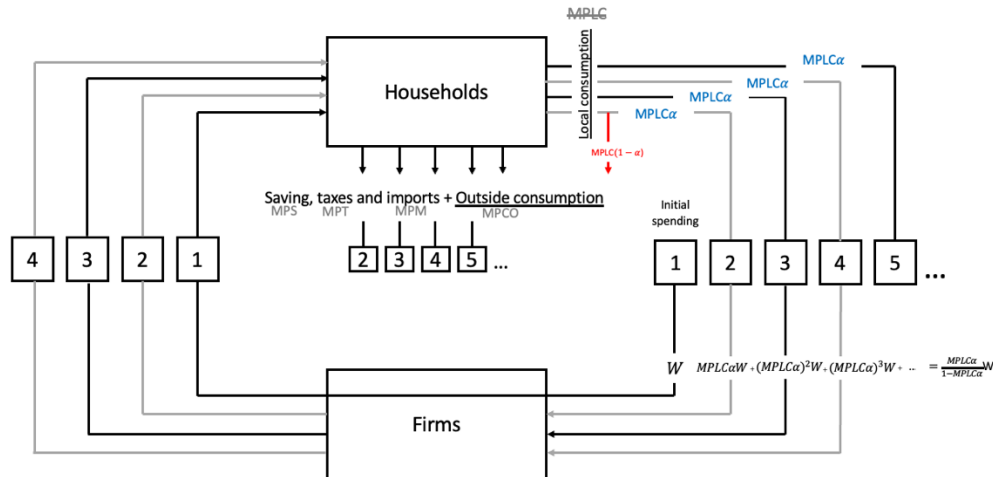 MPLC
Households
Local consumption
MPLCα
MPLCα
MPLCα
MPLC(1 − α)
Saving, taxes and imports + Outside consumption
MPS MPT MPM MPCO
Initial
spending
4 3 2 1
2 3 4 5 ...
1 2 3 4 5 ...
W MPLCαW + (MPLCα)²W + (MPLCα)³W + .. = MPLCα/1−MPLCα W
Firms